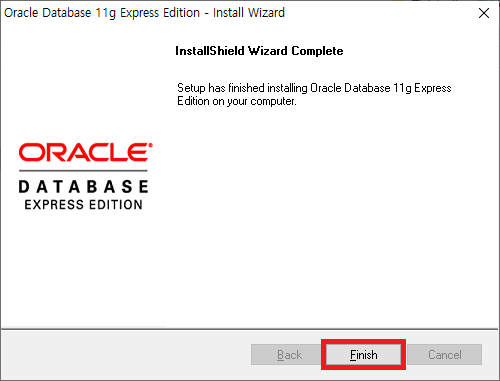 Oracle Database 11g Express Edition - Install Wizard
InstallShield Wizard Complete
Setup has finished installing Oracle Database 11g Express
Edition on your computer.
ORACLE
DATABASE
EXPRESS EDITION
Back
Finish
Cancel